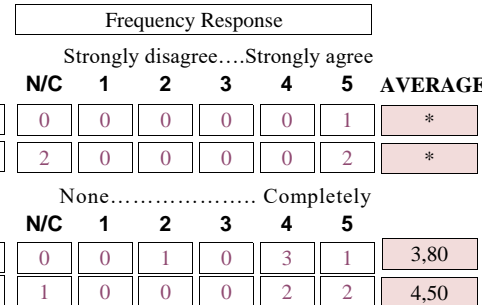 Frequency Response
Strongly disagree….Strongly agree
N/C 1 2 3 4 5 AVERAGE
0 0 0 0 0 1 *
2 0 0 0 0 2 *
None……………….. Completely
N/C 1 2 3 4 5
0 0 1 0 3 1 3,80
1 0 0 0 2 2 4,50